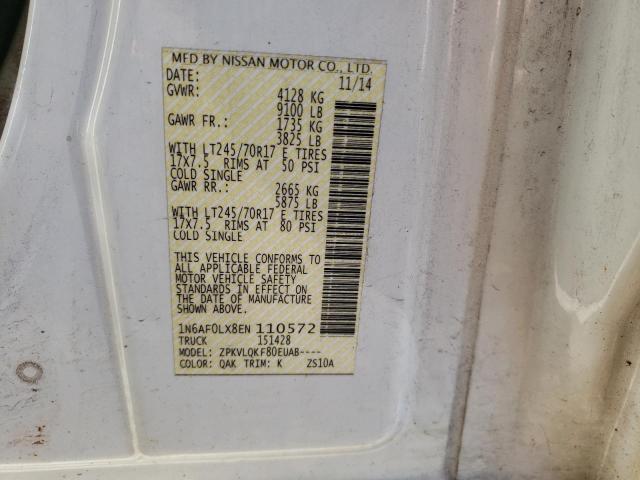 MFD BY NISSAN MOTOR CO., LTD.
DATE: 11/14
GVWR: 4128 KG
9100 LB
GAWR FR.: 1735 KG
3825 LB
WITH LT245/70R17 E TIRES
17X7.5 RIMS AT 50 PSI
COLD SINGLE
GAWR RR.: 2665 KG
5875 LB
WITH LT245/70R17 E TIRES
17X7.5 RIMS AT 80 PSI
COLD SINGLE
THIS VEHICLE CONFORMS TO
ALL APPLICABLE FEDERAL
MOTOR VEHICLE SAFETY
STANDARDS IN EFFECT ON
THE DATE OF MANUFACTURE
SHOWN ABOVE.
1N6AF0LX8EN 110572
TRUCK 151428
MODEL: ZPKVLQKF80EUAB----
COLOR: QAK TRIM: K ZS10A